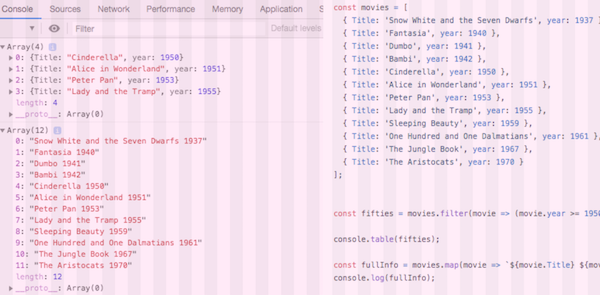 Console Sources Network Performance Memory Application
Filter Default levels
Array(4)
0: {Title: "Cinderella", year: 1950}
1: {Title: "Alice in Wonderland", year: 1951}
2: {Title: "Peter Pan", year: 1953}
3: {Title: "Lady and the Tramp", year: 1955}
length: 4
__proto__: Array(0)
Array(12)
0: "Snow White and the Seven Dwarfs 1937"
1: "Fantasia 1940"
2: "Dumbo 1941"
3: "Bambi 1942"
4: "Cinderella 1950"
5: "Alice in Wonderland 1951"
6: "Peter Pan 1953"
7: "Lady and the Tramp 1955"
8: "Sleeping Beauty 1959"
9: "One Hundred and One Dalmatians 1961"
10: "The Jungle Book 1967"
11: "The Aristocats 1970"
length: 12
__proto__: Array(0)
const movies = [
{ Title: 'Snow White and the Seven Dwarfs', year: 1937 }
{ Title: 'Fantasia', year: 1940 },
{ Title: 'Dumbo', year: 1941 },
{ Title: 'Bambi', year: 1942 },
{ Title: 'Cinderella', year: 1950 },
{ Title: 'Alice in Wonderland', year: 1951 },
{ Title: 'Peter Pan', year: 1953 },
{ Title: 'Lady and the Tramp', year: 1955 },
{ Title: 'Sleeping Beauty', year: 1959 },
{ Title: 'One Hundred and One Dalmatians', year: 1961 },
{ Title: 'The Jungle Book', year: 1967 },
{ Title: 'The Aristocats', year: 1970 }
];
const fifties = movies.filter(movie => (movie.year >= 1950
console.table(fifties);
const fullInfo = movies.map(movie => `${movie.Title} ${mov
console.log(fullInfo);